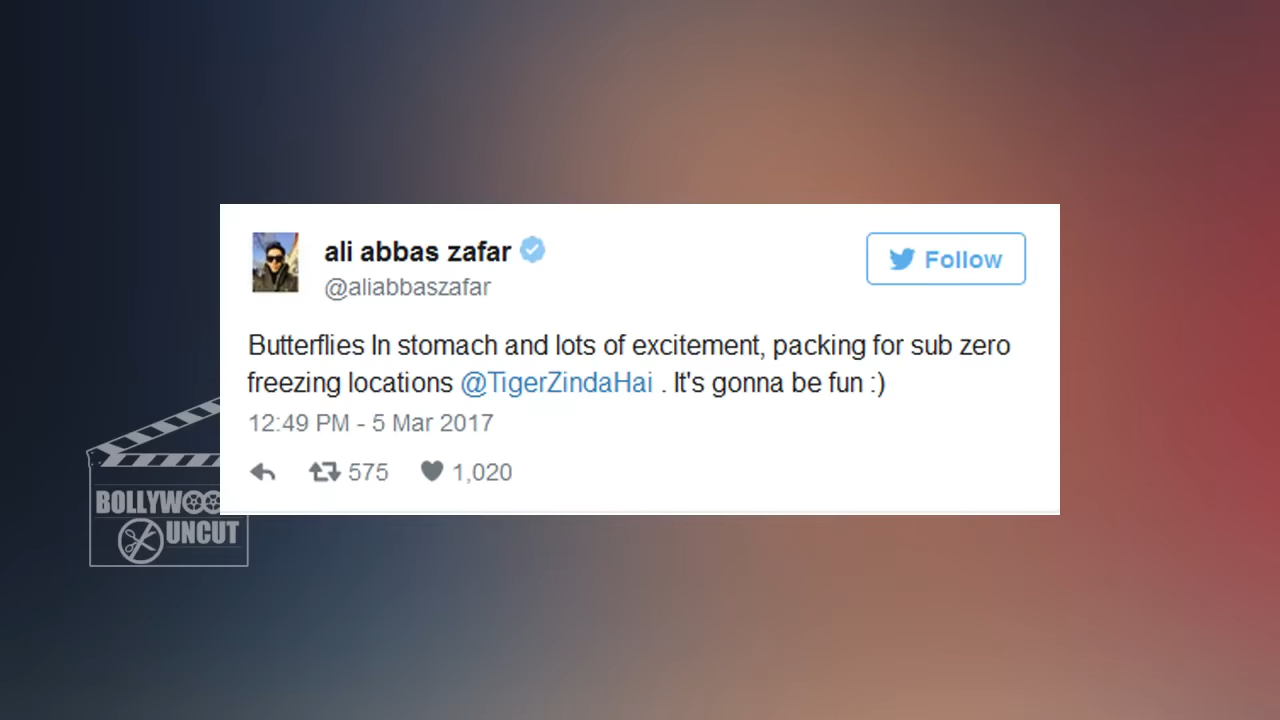 ali abbas zafar
@aliabbaszafar
Follow
Butterflies In stomach and lots of excitement, packing for sub zero
freezing locations @TigerZindaHai . It's gonna be fun :)
12:49 PM - 5 Mar 2017
575 1,020
BOLLYWOO
UNCUT